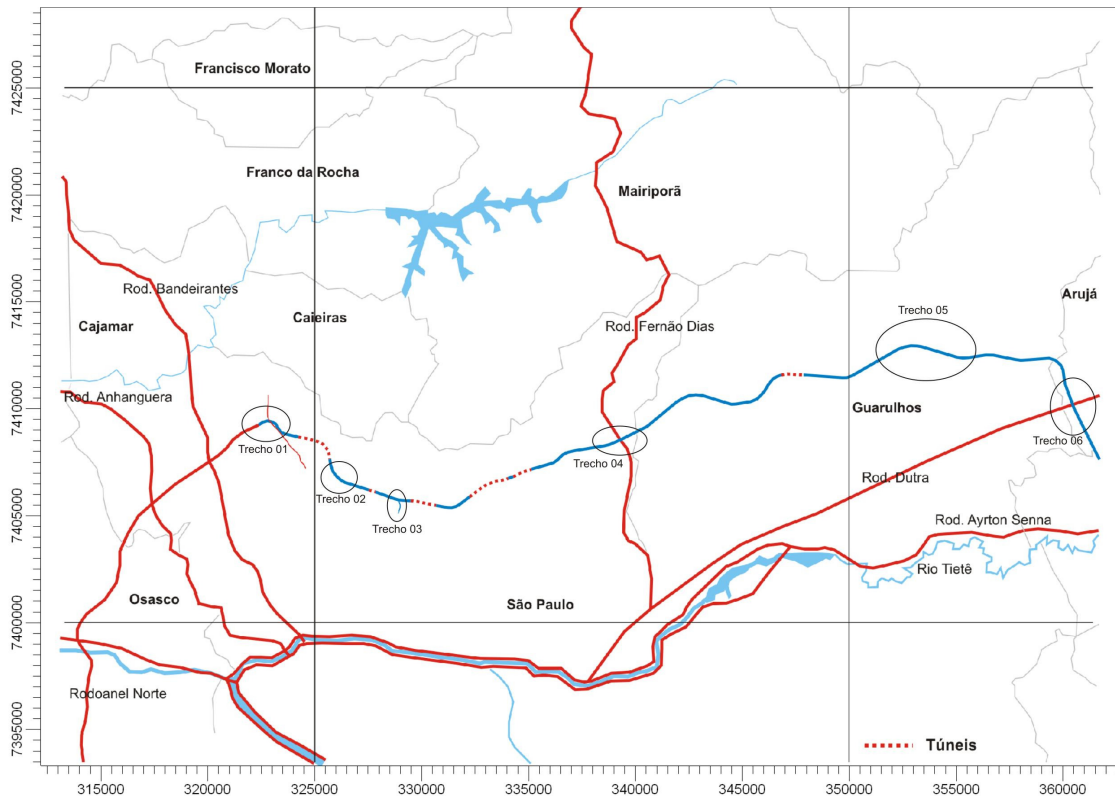 Francisco Morato
Franco da Rocha
Mairiporã
Rod. Bandeirantes
Arujá
Cajamar
Caieiras
Trecho 05
Rod. Fernão Dias
Rod. Anhanguera
Guarulhos
Trecho 01
Trecho 04
Trecho 06
Trecho 02
Rod. Dutra
Trecho 03
Rod. Ayrton Senna
Rio Tietê
Osasco
São Paulo
Rodoanel Norte
Túneis
7425000
7420000
7415000
7410000
7405000
7400000
7395000
315000 320000 325000 330000 335000 340000 345000 350000 355000 360000